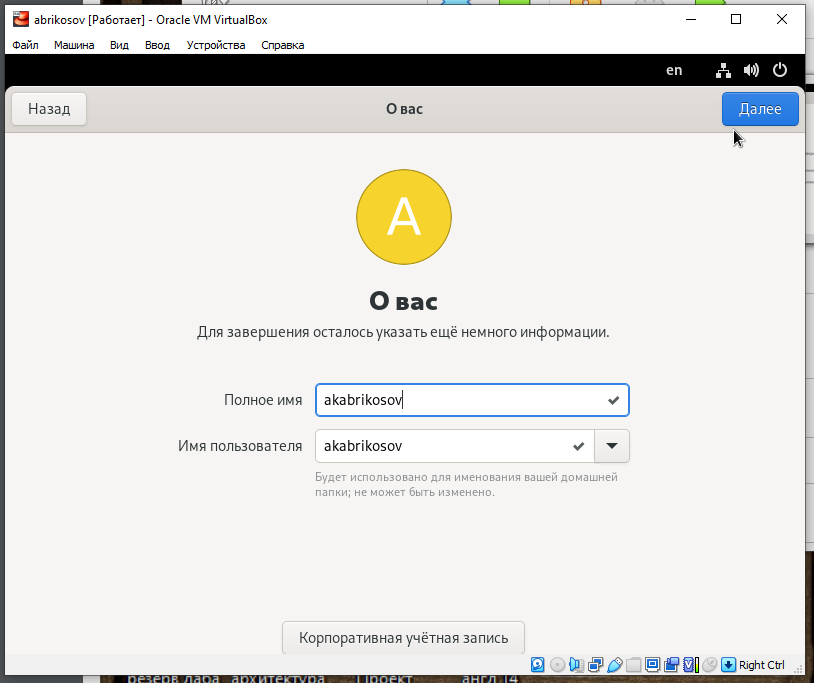 abrikosov [Работает] - Oracle VM VirtualBox
Файл Машина Вид Ввод Устройства Справка
en
Назад О вас Далее
A
О вас
Для завершения осталось указать ещё немного информации.
Полное имя akabrikosov
Имя пользователя akabrikosov
Будет использовано для именования вашей домашней
папки; не может быть изменено.
Корпоративная учётная запись
Right Ctrl
резерв лаба архитектура Проект англ 14